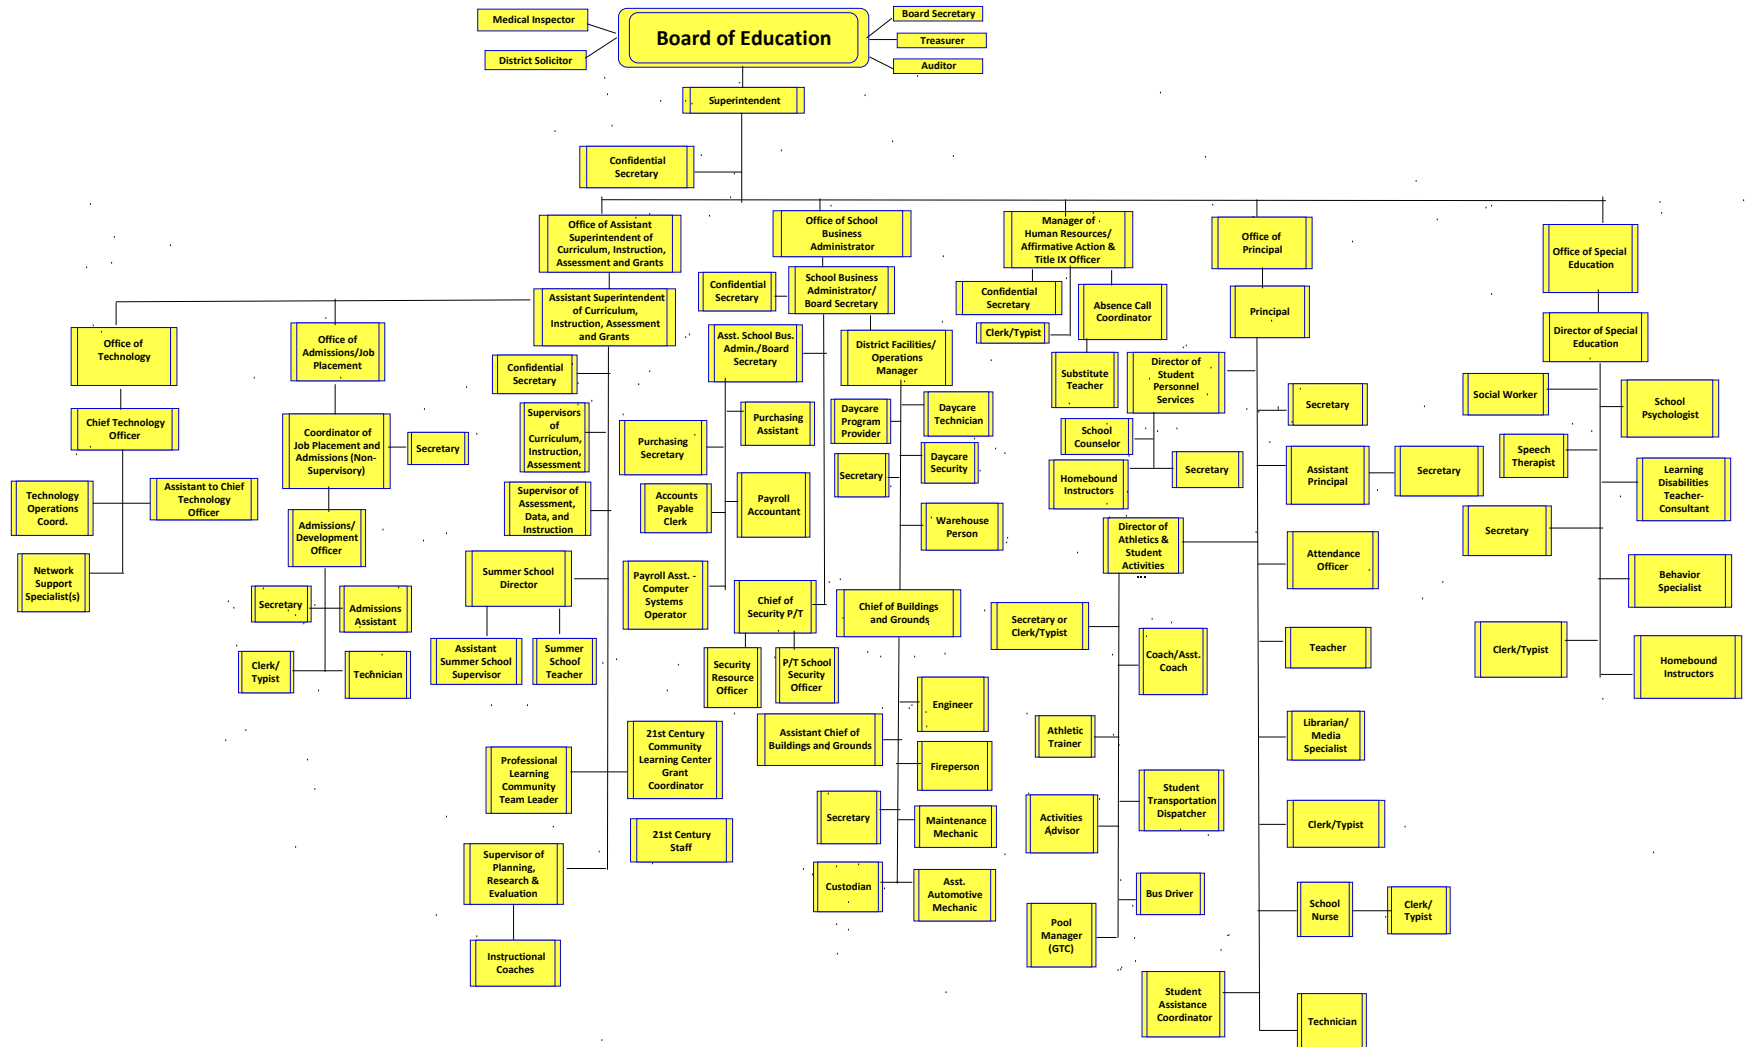 Medical Inspector
District Solicitor
Board of Education
Board Secretary
Treasurer
Auditor
Superintendent
Confidential
Secretary
Office of Assistant
Superintendent of
Curriculum, Instruction,
Assessment and Grants
Office of School
Business
Administrator
Manager of
Human Resources/
Affirmative Action &
Title IX Officer
Office of
Principal
Office of Special
Education
Assistant Superintendent
of Curriculum,
Instruction, Assessment
and Grants
Confidential
Secretary
School Business
Administrator/
Board Secretary
Confidential
Secretary
Absence Call
Coordinator
Clerk/Typist
Principal
Director of Special
Education
Office of
Technology
Office of
Admissions/Job
Placement
Confidential
Secretary
Asst. School Bus.
Admin./Board
Secretary
District Facilities/
Operations
Manager
Substitute
Teacher
Director of
Student
Personnel
Services
Secretary
Social Worker
School
Psychologist
Chief Technology
Officer
Coordinator of
Job Placement and
Admissions (Non-
Supervisory)
Secretary
Supervisors
of
Curriculum,
Instruction,
Assessment
Purchasing
Secretary
Purchasing
Assistant
Daycare
Program
Provider
Daycare
Technician
Secretary
Daycare
Security
School
Counselor
Homebound
Instructors
Secretary
Assistant
Principal
Secretary
Speech
Therapist
Learning
Disabilities
Teacher-
Consultant
Technology
Operations
Coord.
Assistant to Chief
Technology
Officer
Admissions/
Development
Officer
Supervisor of
Assessment,
Data, and
Instruction
Accounts
Payable
Clerk
Payroll
Accountant
Warehouse
Person
Director of
Athletics &
Student
Activities
...
Attendance
Officer
Secretary
Network
Support
Specialist(s)
Secretary
Admissions
Assistant
Summer School
Director
Payroll Asst. -
Computer
Systems
Operator
Chief of
Security P/T
Chief of Buildings
and Grounds
Secretary or
Clerk/Typist
Coach/Asst.
Coach
Teacher
Behavior
Specialist
Clerk/
Typist
Technician
Assistant
Summer School
Supervisor
Summer
School
Teacher
Security
Resource
Officer
P/T School
Security
Officer
Clerk/Typist
Homebound
Instructors
Professional
Learning
Community
Team Leader
21st Century
Community
Learning Center
Grant
Coordinator
Assistant Chief of
Buildings and Grounds
Engineer
Fireperson
Athletic
Trainer
Librarian/
Media
Specialist
21st Century
Staff
Secretary
Maintenance
Mechanic
Activities
Advisor
Student
Transportation
Dispatcher
Clerk/Typist
Supervisor of
Planning,
Research &
Evaluation
Custodian
Asst.
Automotive
Mechanic
Bus Driver
School
Nurse
Clerk/
Typist
Instructional
Coaches
Pool
Manager
(GTC)
Student
Assistance
Coordinator
Technician